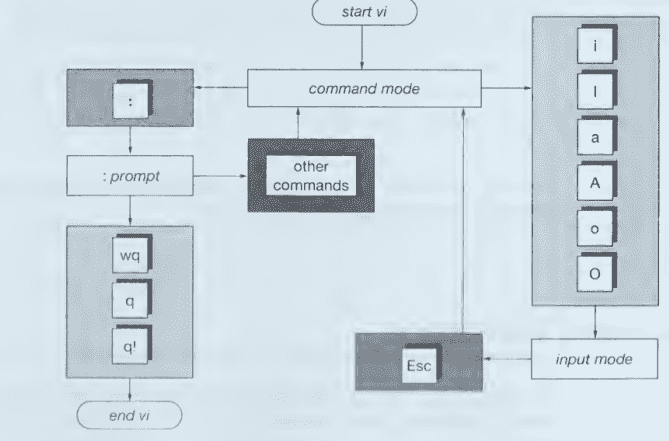 start vi
command mode
:
: prompt
other
commands
wq
q
q!
end vi
i
I
a
A
o
O
input mode
Esc